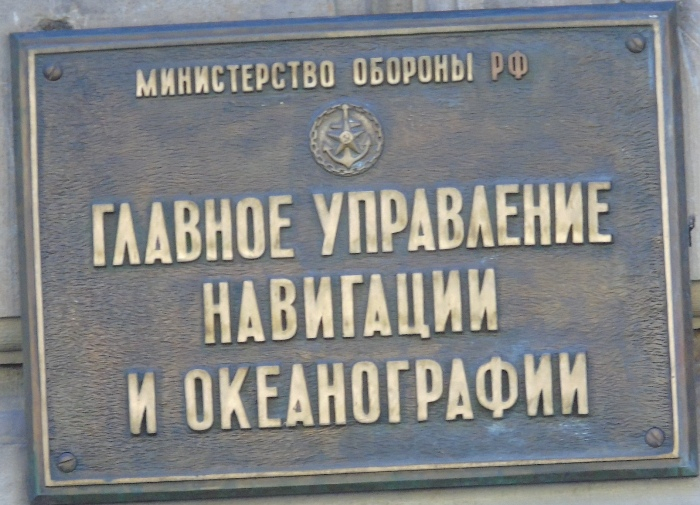 МИНИСТЕРСТВО ОБОРОНЫ РФ
ГЛАВНОЕ УПРАВЛЕНИЕ
НАВИГАЦИИ
И ОКЕАНОГРАФИИ